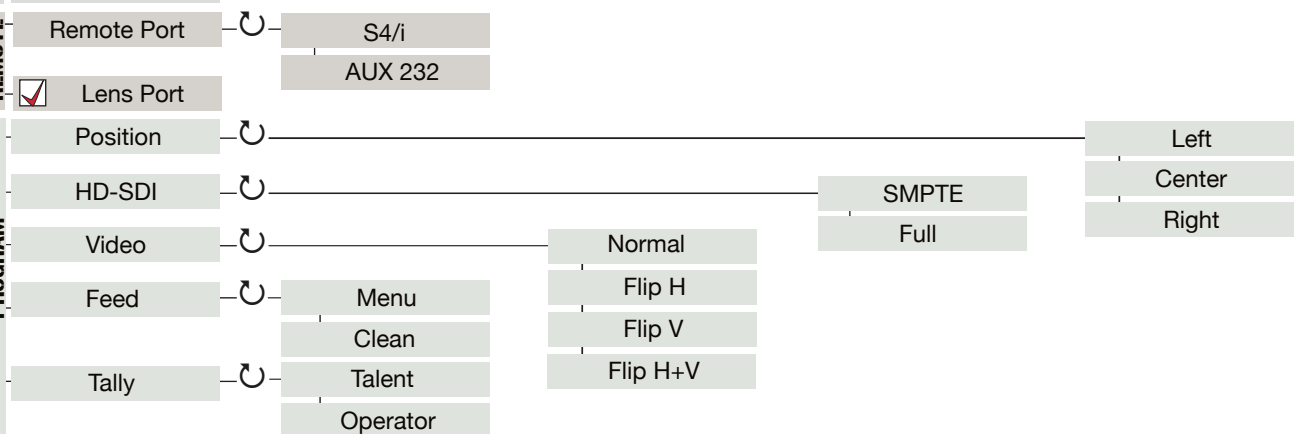 Remote Port
S4/i
AUX 232
Lens Port
Position
Left
Center
Right
HD-SDI
SMPTE
Full
Video
Normal
Flip H
Flip V
Flip H+V
Feed
Menu
Clean
Tally
Talent
Operator